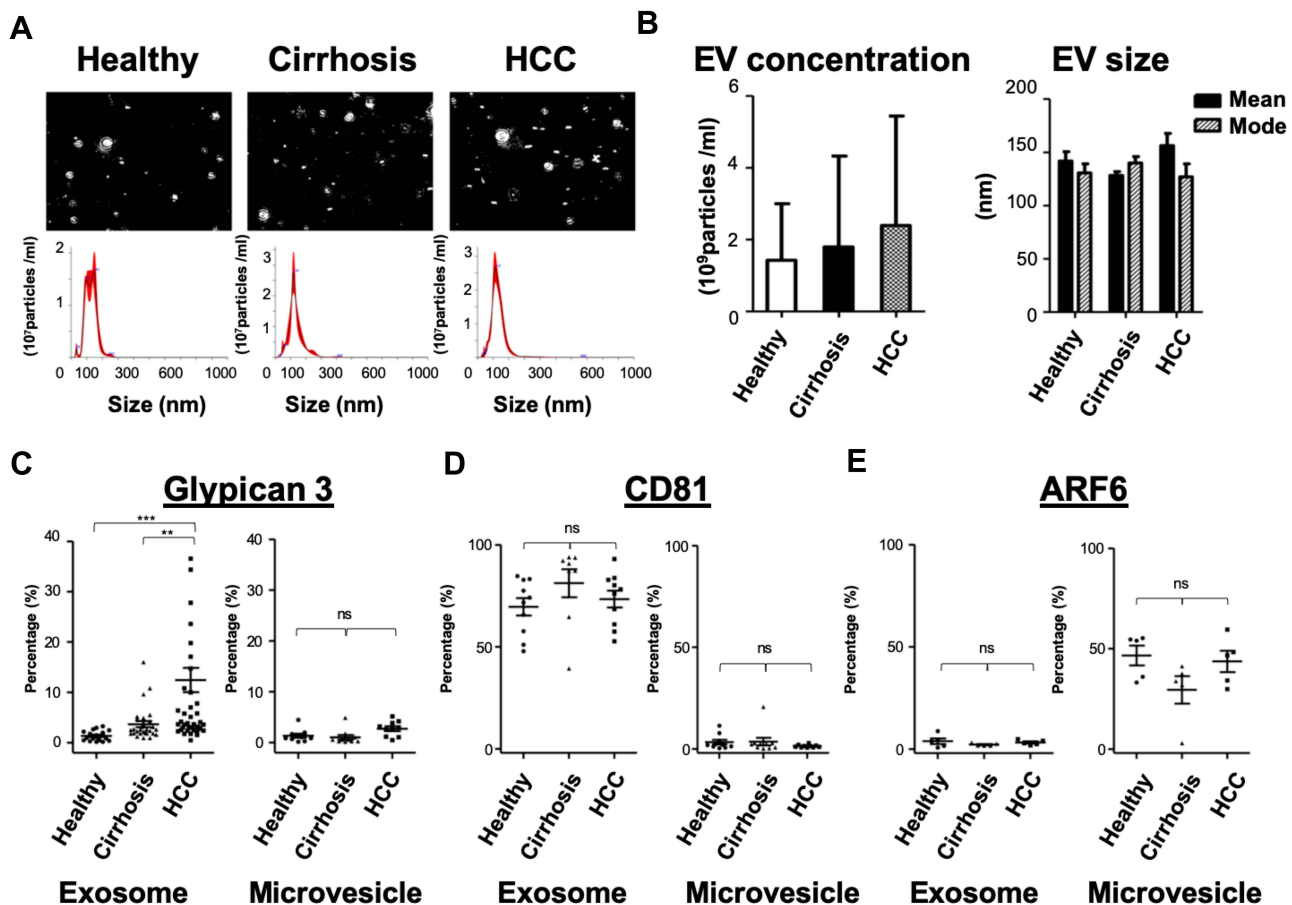 A
Healthy
Cirrhosis
HCC
(10⁷particles /ml)
2
1
0 100 300 600 1000
Size (nm)
(10⁷particles /ml)
3
2
1
0 100 300 600 1000
Size (nm)
(10⁷particles /ml)
3
2
1
0 100 300 600 1000
Size (nm)
B
EV concentration
(10⁹particles /ml)
6
4
2
0
Healthy
Cirrhosis
HCC
EV size
(nm)
200
150
100
50
0
Mean
Mode
Healthy
Cirrhosis
HCC
C
Glypican 3
Percentage (%)
40
30
20
10
0
***
**
Healthy
Cirrhosis
HCC
Exosome
Percentage (%)
40
30
20
10
0
ns
Healthy
Cirrhosis
HCC
Microvesicle
D
CD81
Percentage (%)
100
50
0
ns
Healthy
Cirrhosis
HCC
Exosome
Percentage (%)
100
50
0
ns
Healthy
Cirrhosis
HCC
Microvesicle
E
ARF6
Percentage (%)
100
50
0
ns
Healthy
Cirrhosis
HCC
Exosome
Percentage (%)
100
50
0
ns
Healthy
Cirrhosis
HCC
Microvesicle